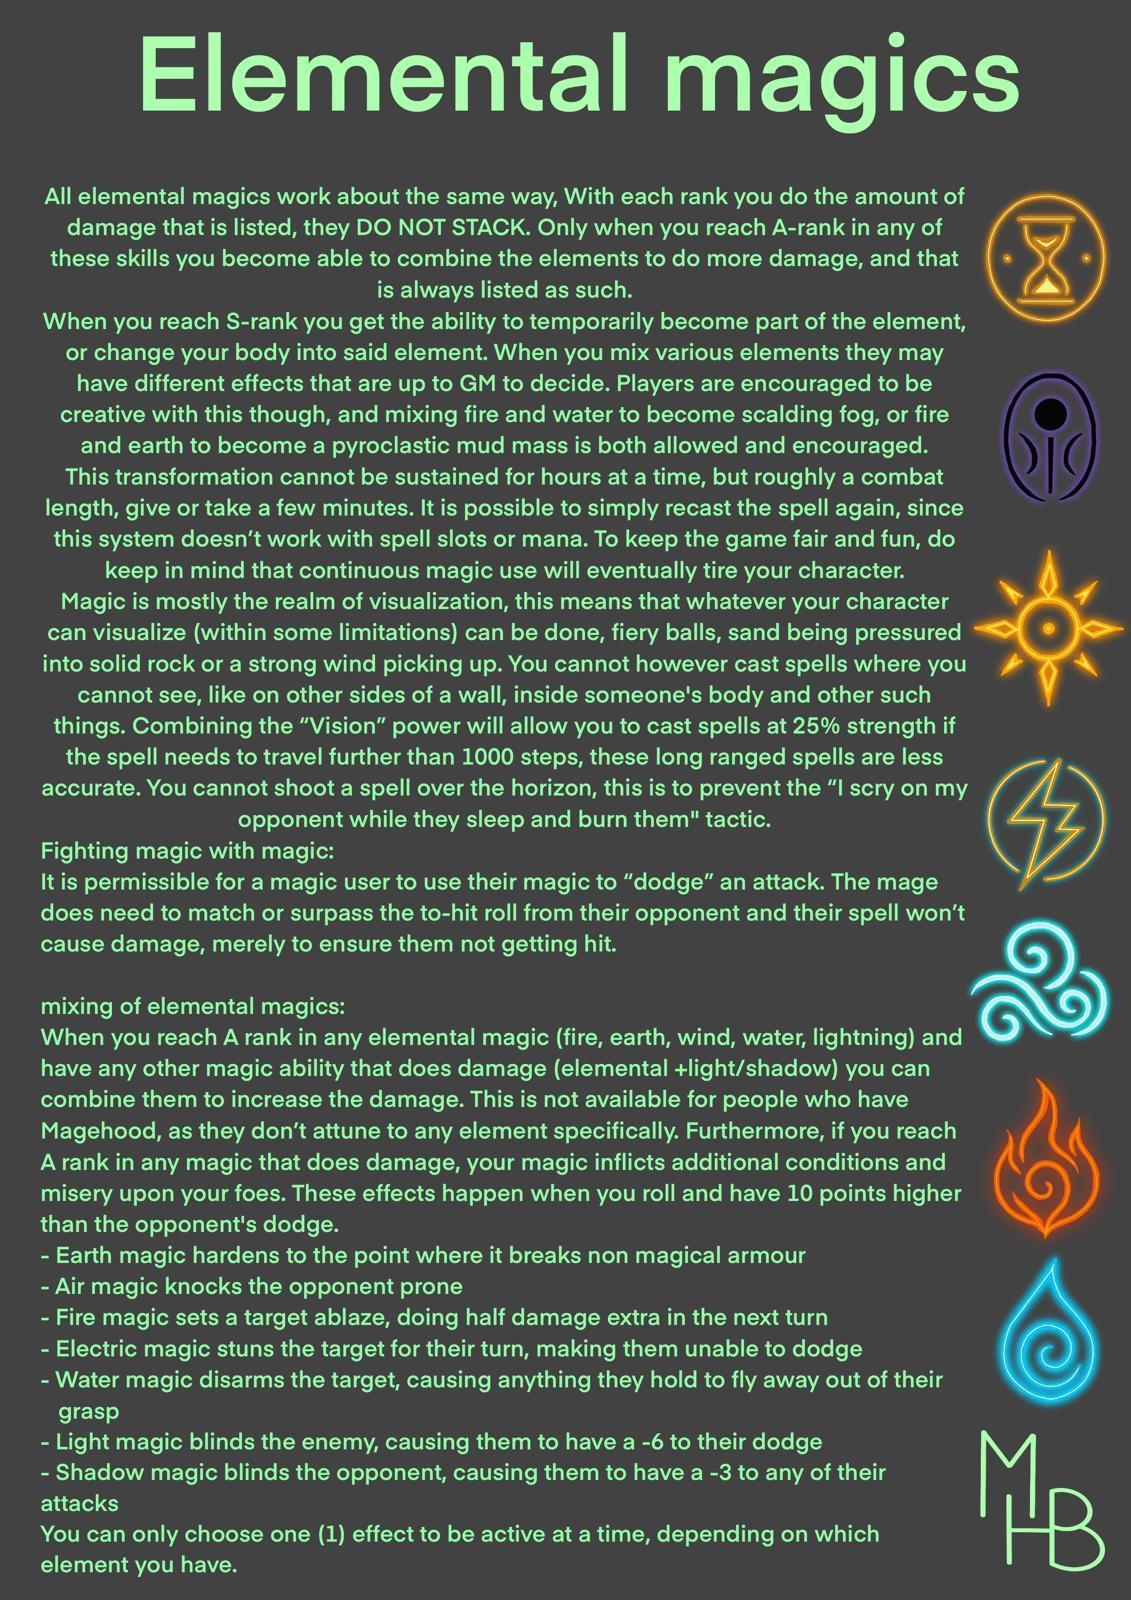 Elemental magics
All elemental magics work about the same way, With each rank you do the amount of
damage that is listed, they DO NOT STACK. Only when you reach A-rank in any of
these skills you become able to combine the elements to do more damage, and that
is always listed as such.
When you reach S-rank you get the ability to temporarily become part of the element,
or change your body into said element. When you mix various elements they may
have different effects that are up to GM to decide. Players are encouraged to be
creative with this though, and mixing fire and water to become scalding fog, or fire
and earth to become a pyroclastic mud mass is both allowed and encouraged.
This transformation cannot be sustained for hours at a time, but roughly a combat
length, give or take a few minutes. It is possible to simply recast the spell again, since
this system doesn’t work with spell slots or mana. To keep the game fair and fun, do
keep in mind that continuous magic use will eventually tire your character.
Magic is mostly the realm of visualization, this means that whatever your character
can visualize (within some limitations) can be done, fiery balls, sand being pressured
into solid rock or a strong wind picking up. You cannot however cast spells where you
cannot see, like on other sides of a wall, inside someone's body and other such
things. Combining the “Vision” power will allow you to cast spells at 25% strength if
the spell needs to travel further than 1000 steps, these long ranged spells are less
accurate. You cannot shoot a spell over the horizon, this is to prevent the “I scry on my
opponent while they sleep and burn them" tactic.
Fighting magic with magic:
It is permissible for a magic user to use their magic to “dodge” an attack. The mage
does need to match or surpass the to-hit roll from their opponent and their spell won’t
cause damage, merely to ensure them not getting hit.
mixing of elemental magics:
When you reach A rank in any elemental magic (fire, earth, wind, water, lightning) and
have any other magic ability that does damage (elemental +light/shadow) you can
combine them to increase the damage. This is not available for people who have
Magehood, as they don’t attune to any element specifically. Furthermore, if you reach
A rank in any magic that does damage, your magic inflicts additional conditions and
misery upon your foes. These effects happen when you roll and have 10 points higher
than the opponent's dodge.
- Earth magic hardens to the point where it breaks non magical armour
- Air magic knocks the opponent prone
- Fire magic sets a target ablaze, doing half damage extra in the next turn
- Electric magic stuns the target for their turn, making them unable to dodge
- Water magic disarms the target, causing anything they hold to fly away out of their
grasp
- Light magic blinds the enemy, causing them to have a -6 to their dodge
- Shadow magic blinds the opponent, causing them to have a -3 to any of their
attacks
You can only choose one (1) effect to be active at a time, depending on which
element you have.
MHB